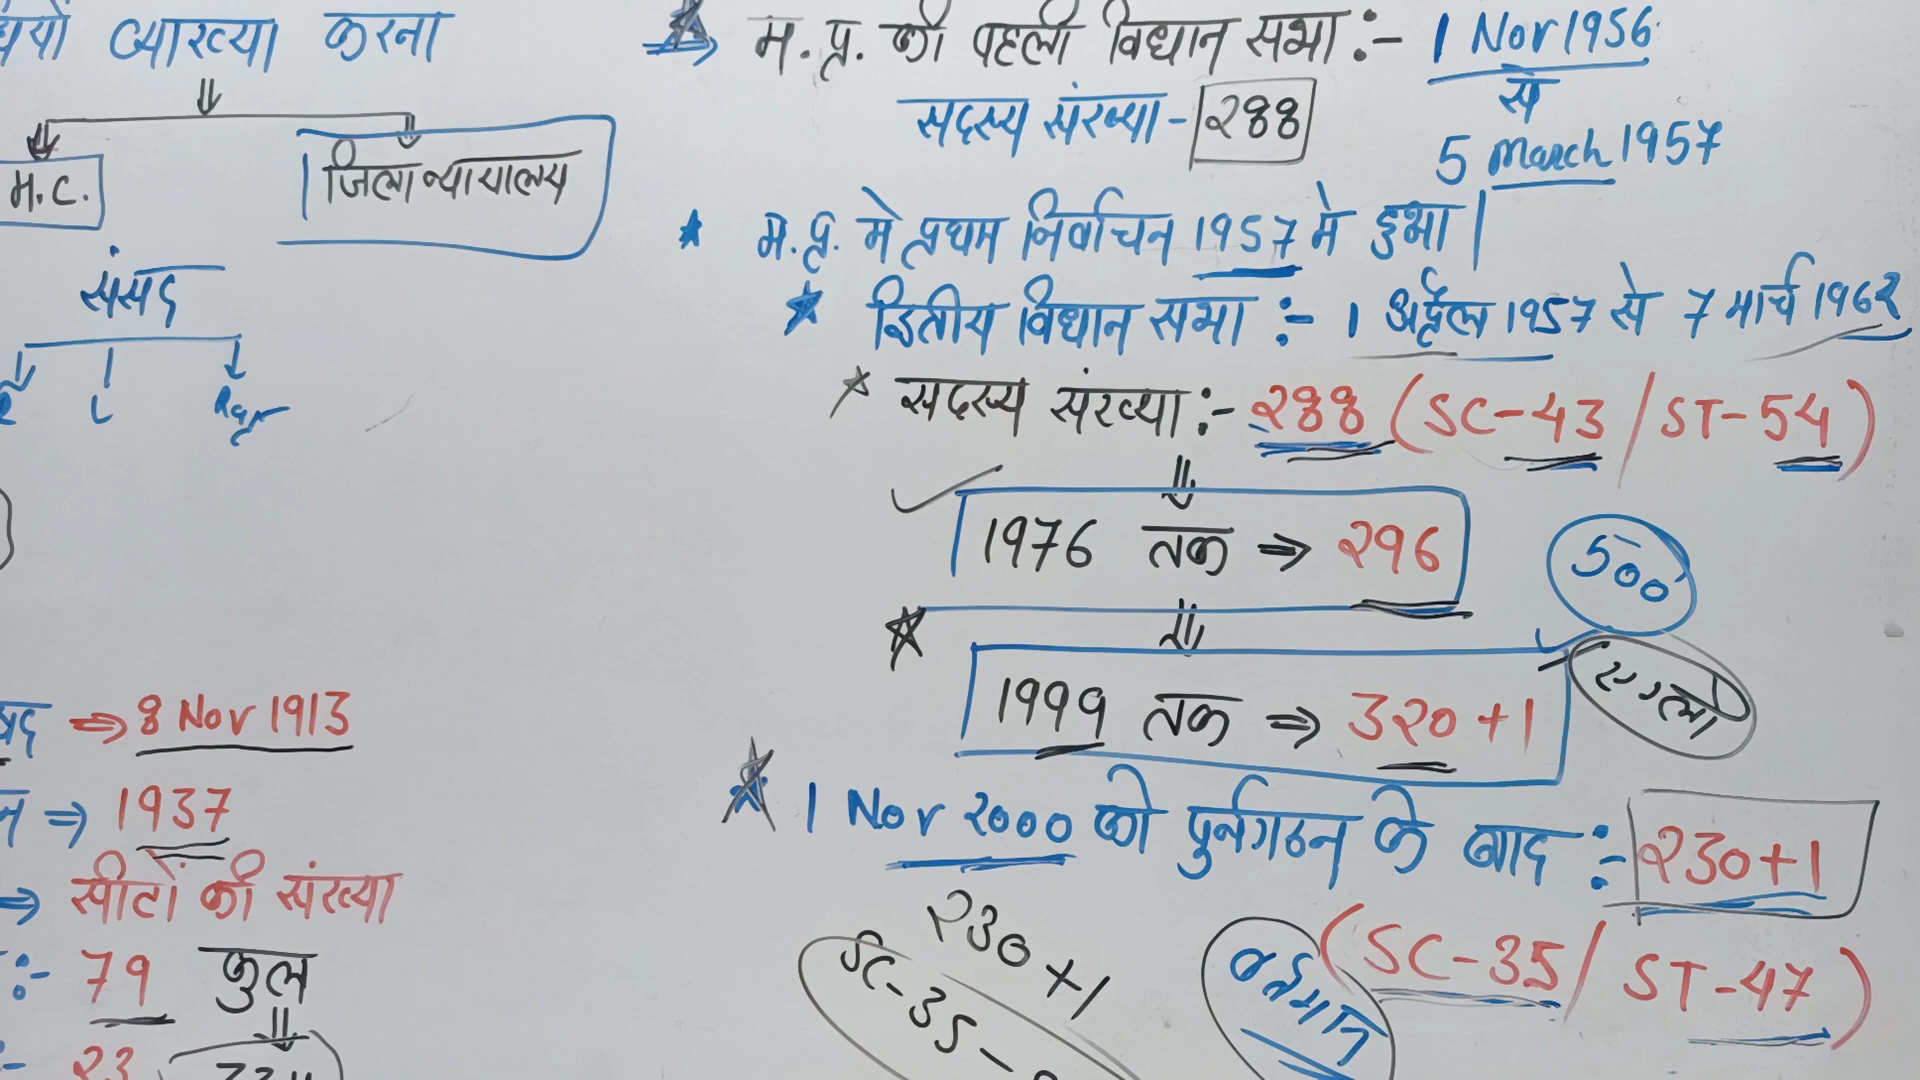 व्याख्या करना
म.C.
जिला न्यायालय
संसद
L
⇒ 8 Nov 1913
⇒ 1937
⇒ सीटों की संख्या
:- 79 कुल
:- 23
म.प्र. की पहली विधान सभा :- 1 Nov 1956
से
5 March 1957
सदस्य संख्या - 288
म.प्र. मे प्रथम निर्वाचन 1957 मे हुआ |
द्वितीय विधान सभा :- 1 अप्रैल 1957 से 7 मार्च 1962
सदस्य संख्या :- 288 (SC-43 / ST-54)
1976 तक ⇒ 296
500
1999 तक ⇒ 320+1
1 Nov 2000 को पुर्नगठन के बाद :- 230+1
(SC-35 / ST-47)
230+1
SC-35-
वर्तमान